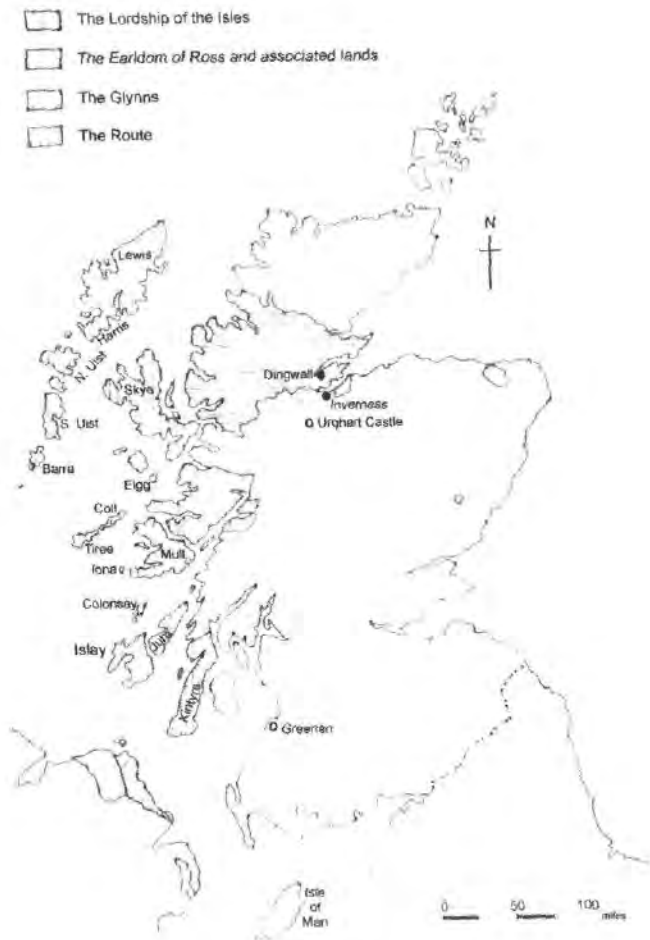 The Lordship of the Isles
The Earldom of Ross and associated lands
The Glynns
The Route
N
Lewis
Harris
N. Uist
Skye
Dingwall
Inverness
Urqhart Castle
S. Uist
Barra
Eigg
Coll
Tiree
Mull
Iona
Colonsay
Jura
Islay
Kintyre
Greenan
Isle
of
Man
0 50 100
miles